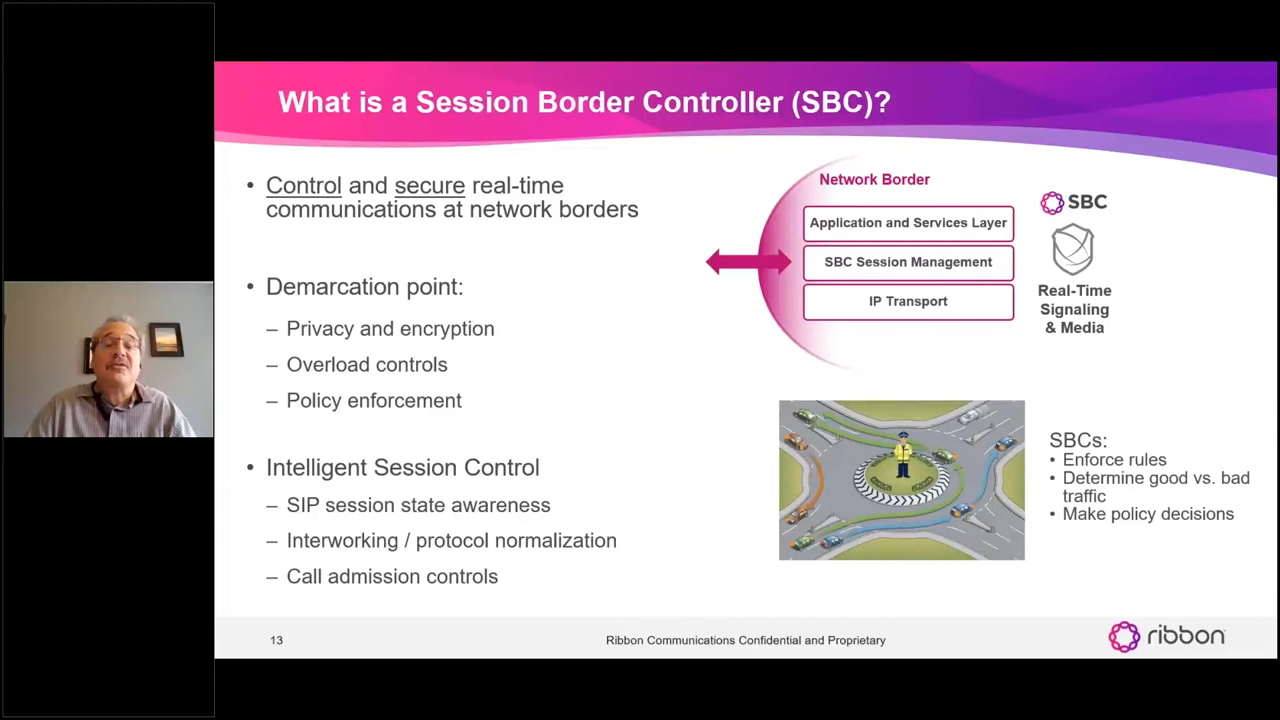 What is a Session Border Controller (SBC)?
• Control and secure real-time
communications at network borders
• Demarcation point:
– Privacy and encryption
– Overload controls
– Policy enforcement
• Intelligent Session Control
– SIP session state awareness
– Interworking / protocol normalization
– Call admission controls
Network Border
Application and Services Layer
SBC Session Management
IP Transport
SBC
Real-Time
Signaling
& Media
SBCs:
• Enforce rules
• Determine good vs. bad
traffic
• Make policy decisions
13
Ribbon Communications Confidential and Proprietary
ribbon